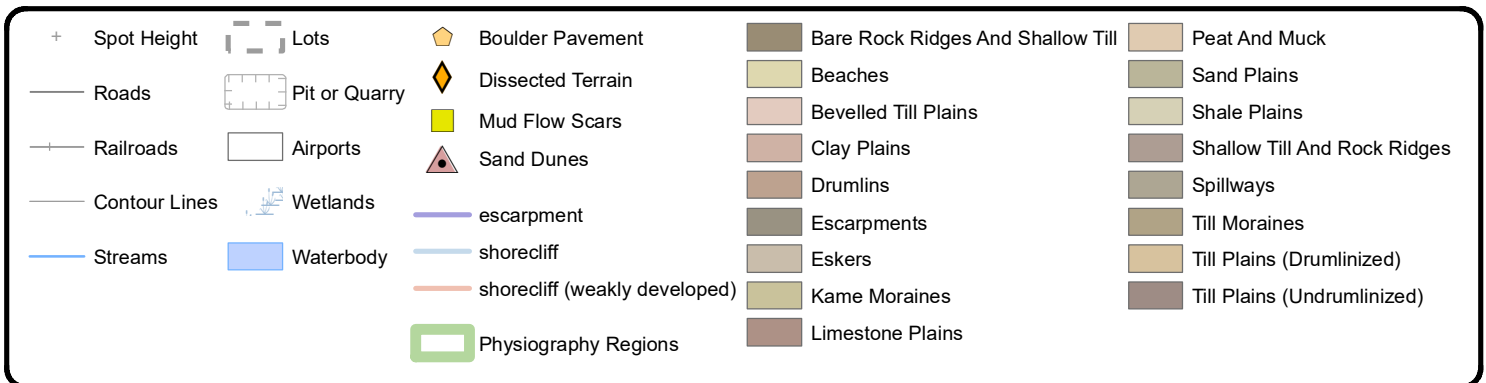 Spot Height
Roads
Railroads
Contour Lines
Streams
Lots
Pit or Quarry
Airports
Wetlands
Waterbody
Boulder Pavement
Dissected Terrain
Mud Flow Scars
Sand Dunes
escarpment
shorecliff
shorecliff (weakly developed)
Physiography Regions
Bare Rock Ridges And Shallow Till
Beaches
Bevelled Till Plains
Clay Plains
Drumlins
Escarpments
Eskers
Kame Moraines
Limestone Plains
Peat And Muck
Sand Plains
Shale Plains
Shallow Till And Rock Ridges
Spillways
Till Moraines
Till Plains (Drumlinized)
Till Plains (Undrumlinized)